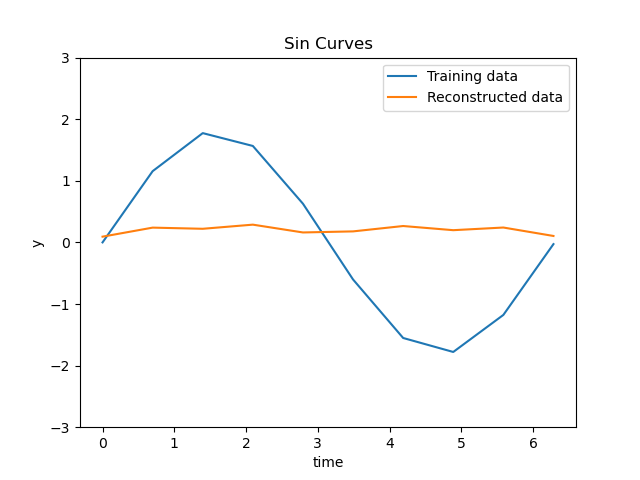 Sin Curves
Training data
Reconstructed data
3
2
1
0
−1
−2
−3
y
0 1 2 3 4 5 6
time